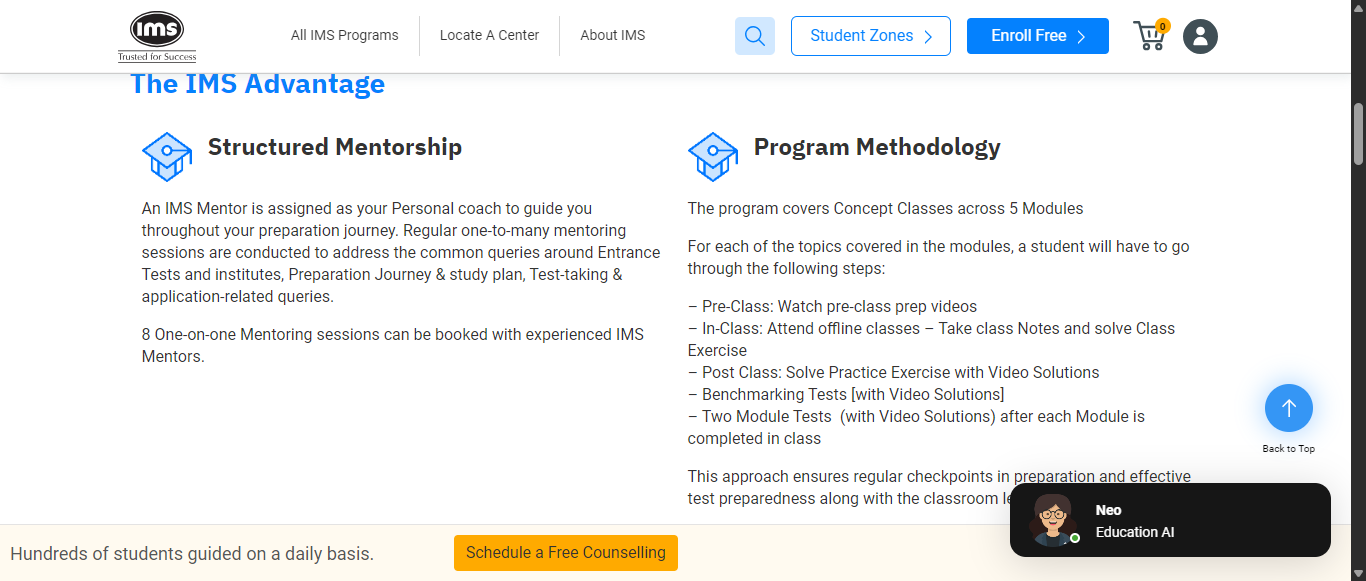 ims
Trusted for Success
All IMS Programs
Locate A Center
About IMS
Student Zones
Enroll Free
0
The IMS Advantage
Structured Mentorship
An IMS Mentor is assigned as your Personal coach to guide you
throughout your preparation journey. Regular one-to-many mentoring
sessions are conducted to address the common queries around Entrance
Tests and institutes, Preparation Journey & study plan, Test-taking &
application-related queries.
8 One-on-one Mentoring sessions can be booked with experienced IMS
Mentors.
Program Methodology
The program covers Concept Classes across 5 Modules
For each of the topics covered in the modules, a student will have to go
through the following steps:
– Pre-Class: Watch pre-class prep videos
– In-Class: Attend offline classes – Take class Notes and solve Class
Exercise
– Post Class: Solve Practice Exercise with Video Solutions
– Benchmarking Tests [with Video Solutions]
– Two Module Tests  (with Video Solutions) after each Module is
completed in class
This approach ensures regular checkpoints in preparation and effective
test preparedness along with the classroom
Back to Top
Neo
Education AI
Hundreds of students guided on a daily basis.
Schedule a Free Counselling